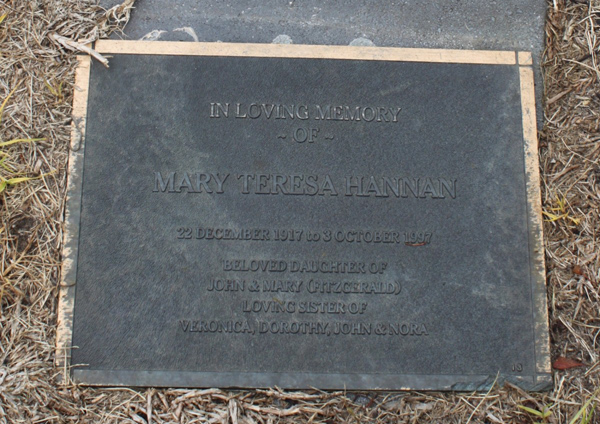 IN LOVING MEMORY
~ OF ~
MARY TERESA HANNAN
22 DECEMBER 1917 to 3 OCTOBER 1997
BELOVED DAUGHTER OF
JOHN & MARY (FITZGERALD)
LOVING SISTER OF
VERONICA, DOROTHY, JOHN & NORA